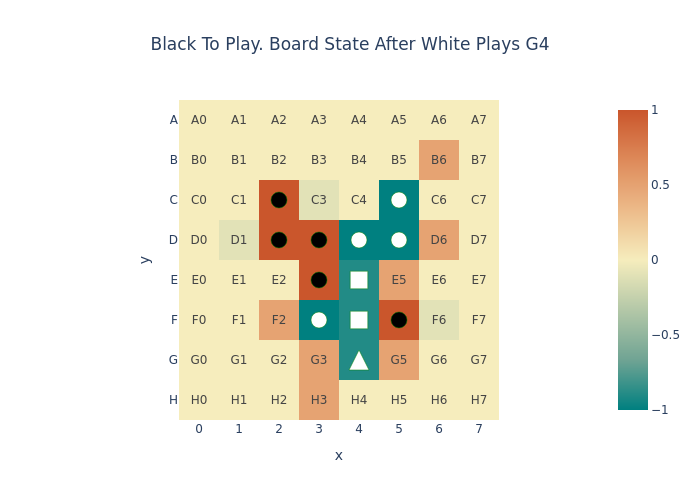 Black To Play. Board State After White Plays G4
A A0 A1 A2 A3 A4 A5 A6 A7
B B0 B1 B2 B3 B4 B5 B6 B7
C C0 C1 C3 C4 C6 C7
D D0 D1 D6 D7
E E0 E1 E2 E5 E6 E7
F F0 F1 F2 F6 F7
G G0 G1 G2 G3 G5 G6 G7
H H0 H1 H2 H3 H4 H5 H6 H7
0 1 2 3 4 5 6 7
x
y
1
0.5
0
−0.5
−1